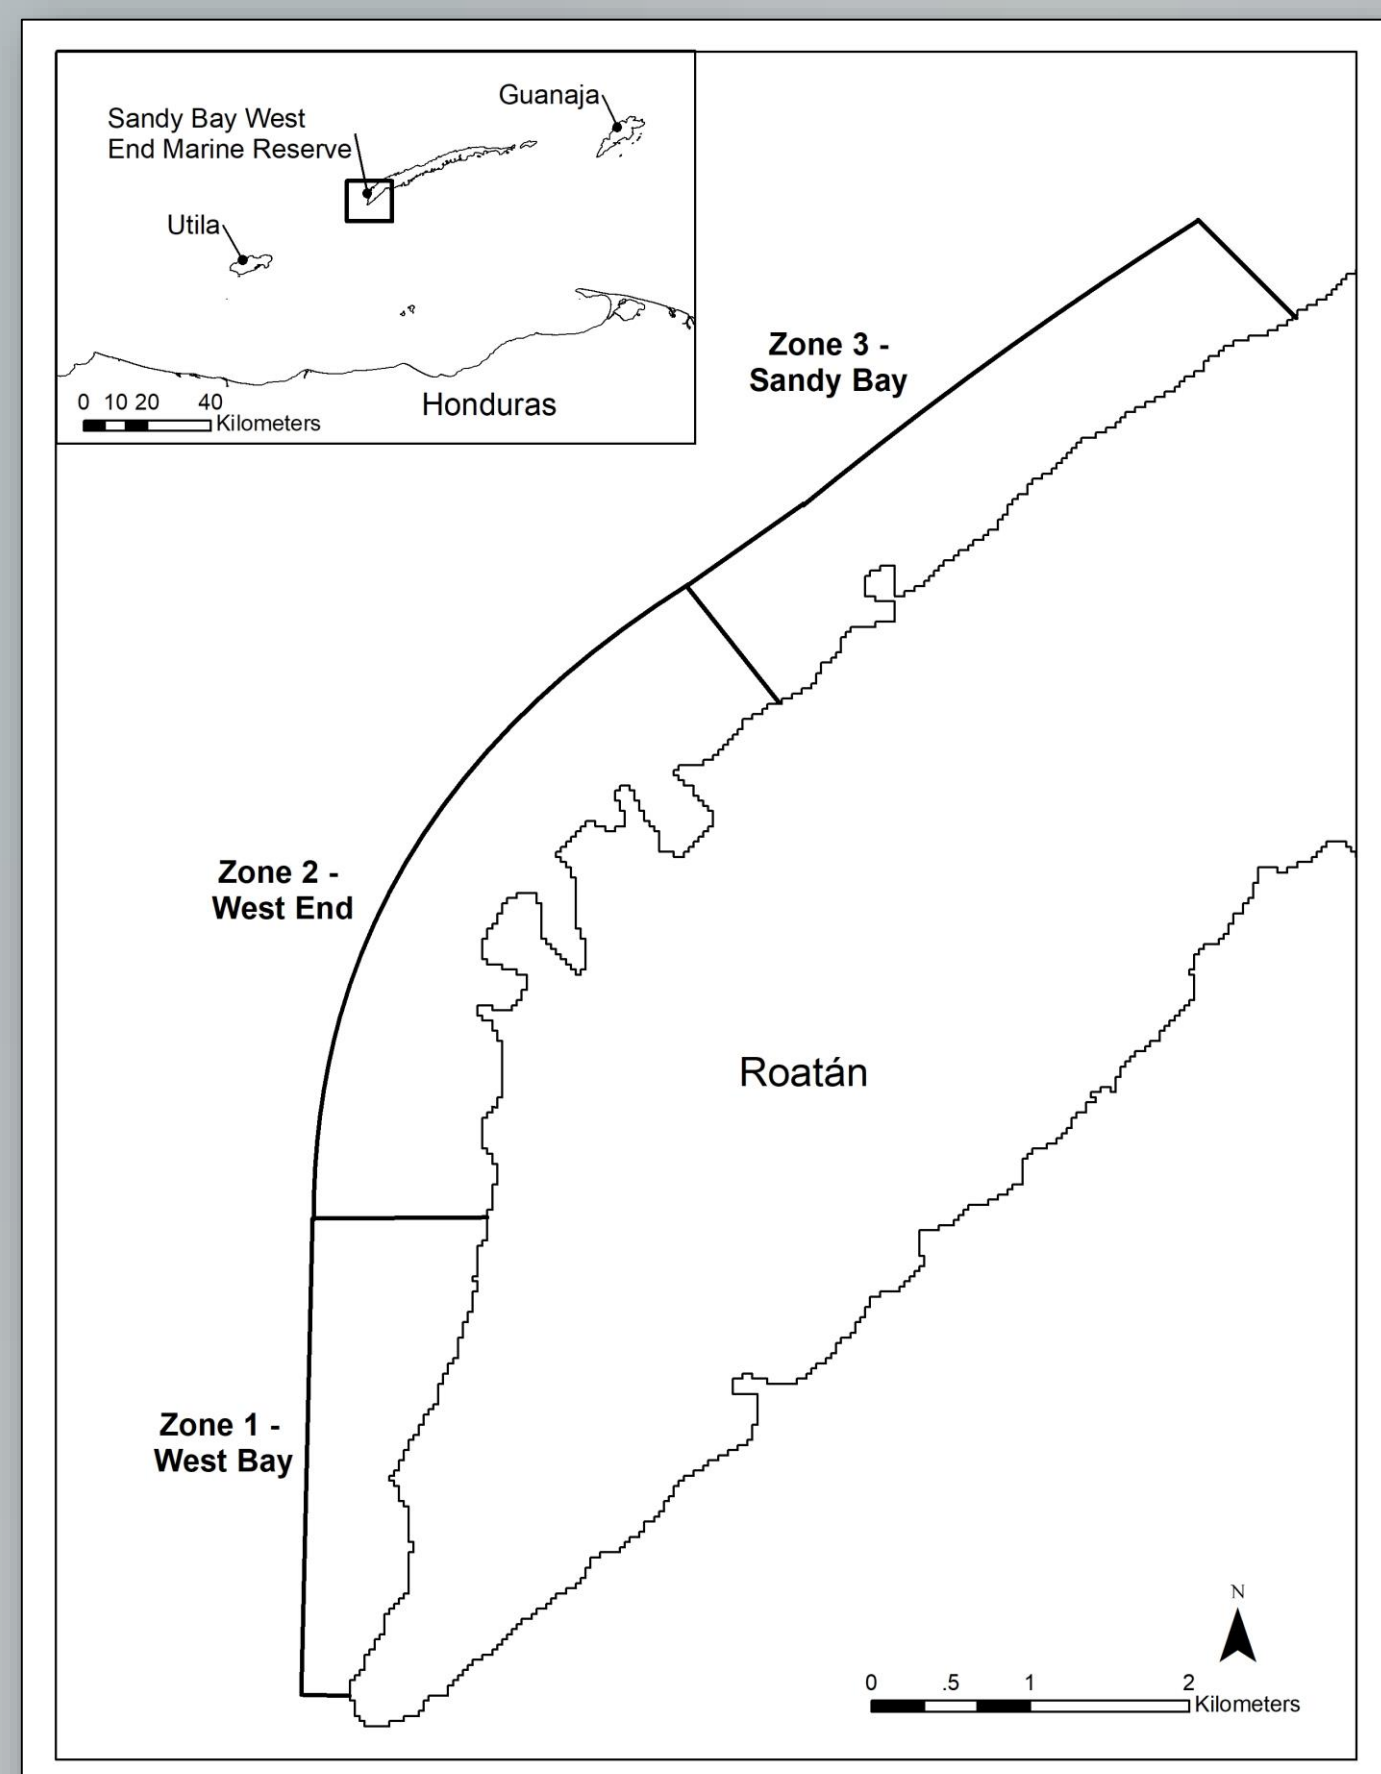 Guanaja
Sandy Bay West
End Marine Reserve
Utila
0 10 20 40
Kilometers
Honduras
Zone 3 -
Sandy Bay
Zone 2 -
West End
Roatán
Zone 1 -
West Bay
N
0 .5 1 2
Kilometers